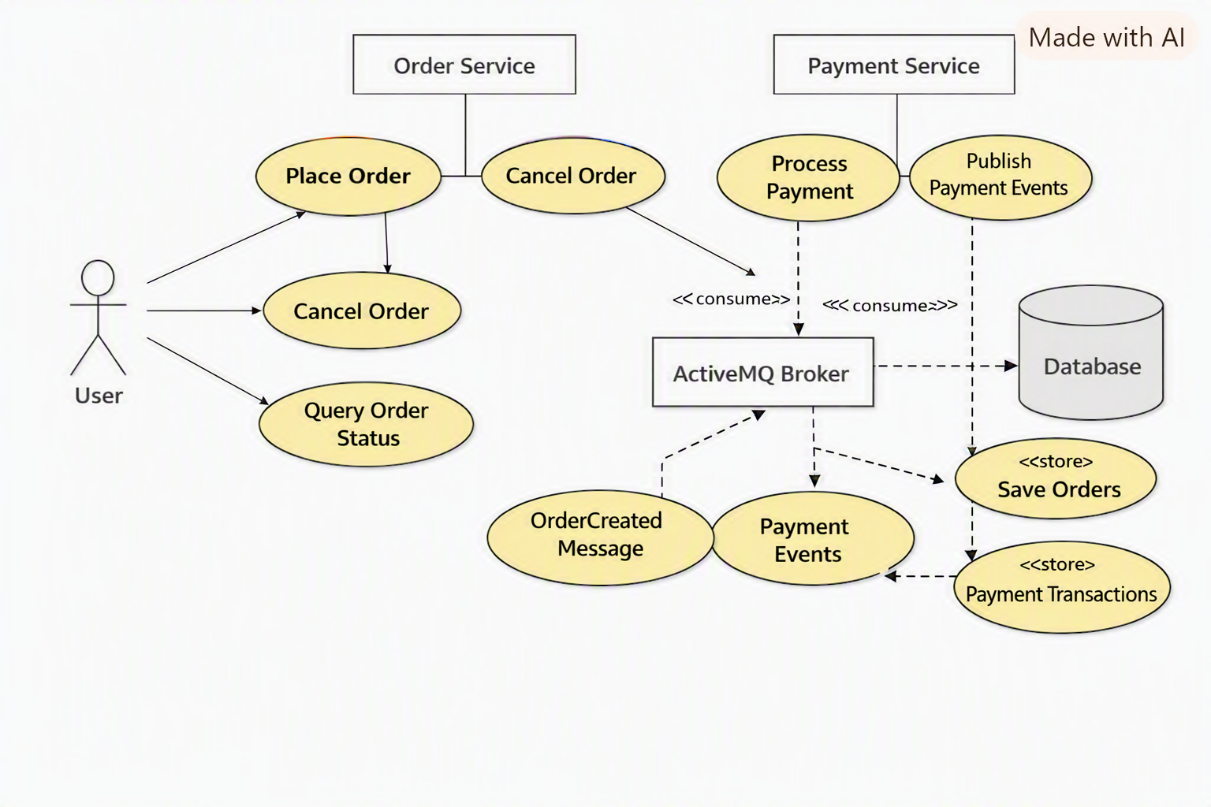 Made with AI
Order Service
Payment Service
Place Order
Cancel Order
Process
Payment
Publish
Payment Events
<<consume>>
<<< consume>>>
Cancel Order
User
ActiveMQ Broker
Database
Query Order
Status
<<store>
Save Orders
OrderCreated
Message
Payment
Events
<<store>
Payment Transactions